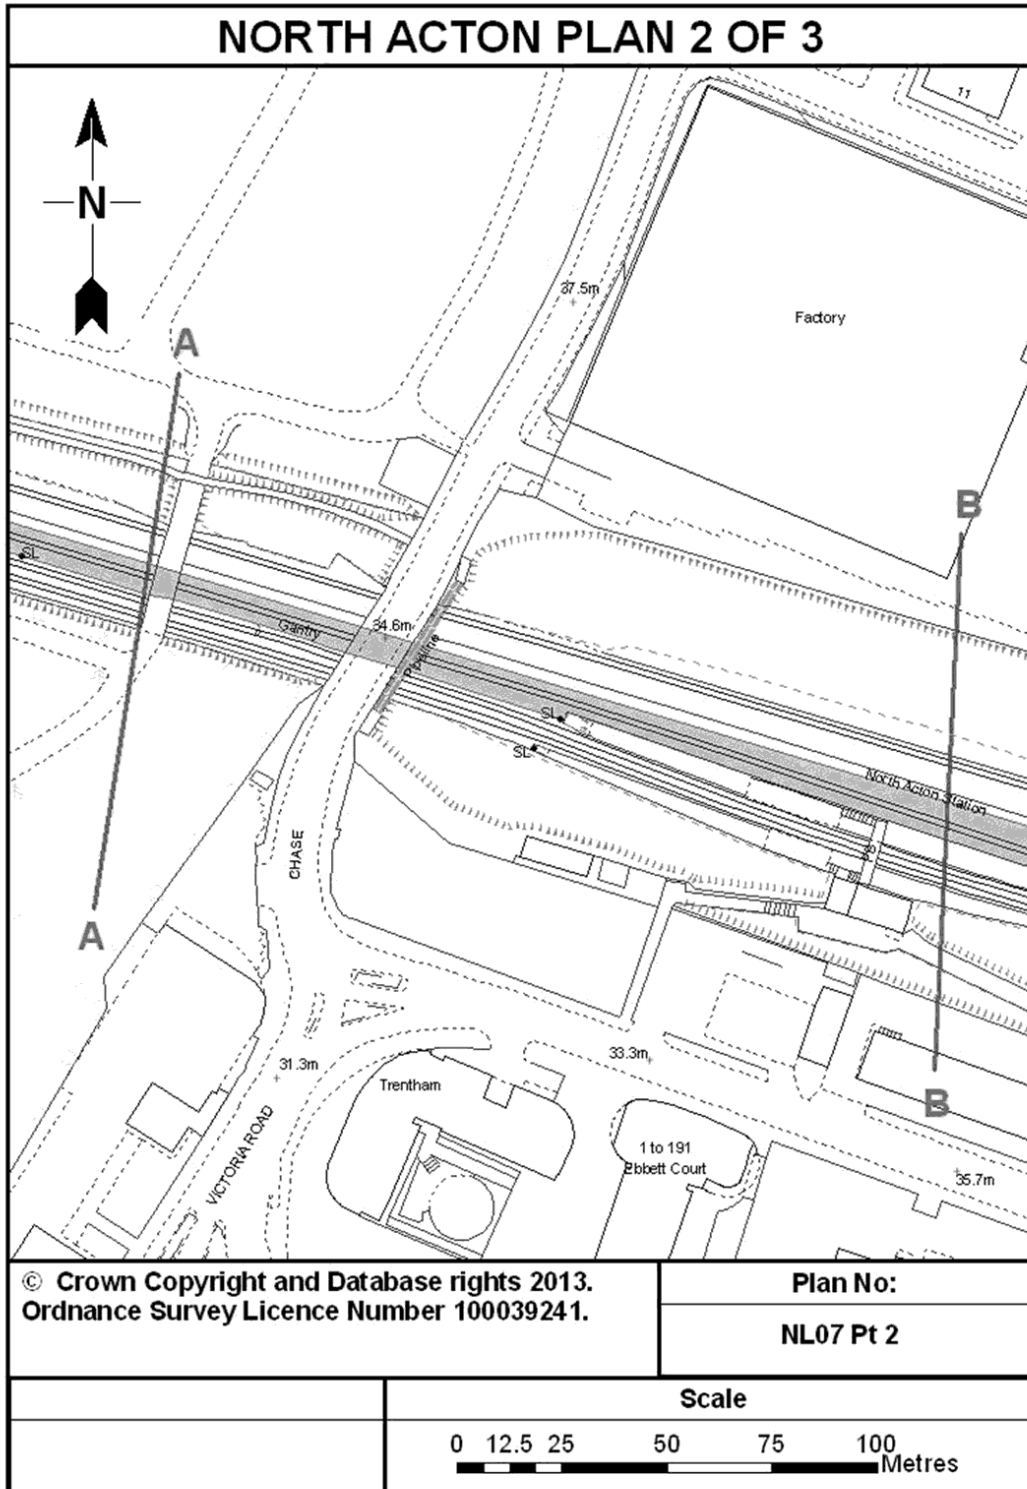 NORTH ACTON PLAN 2 OF 3
11
N
37.5m
Factory
A
B
SL
Gantry
34.6m
Pipeline
SL
SL
North Acton Station
CHASE
A
31.3m
33.3m
Trentham
B
VICTORIA ROAD
1 to 191
Ebbett Court
35.7m
© Crown Copyright and Database rights 2013.
Ordnance Survey Licence Number 100039241.
Plan No:
NL07 Pt 2
Scale
0 12.5 25 50 75 100
Metres